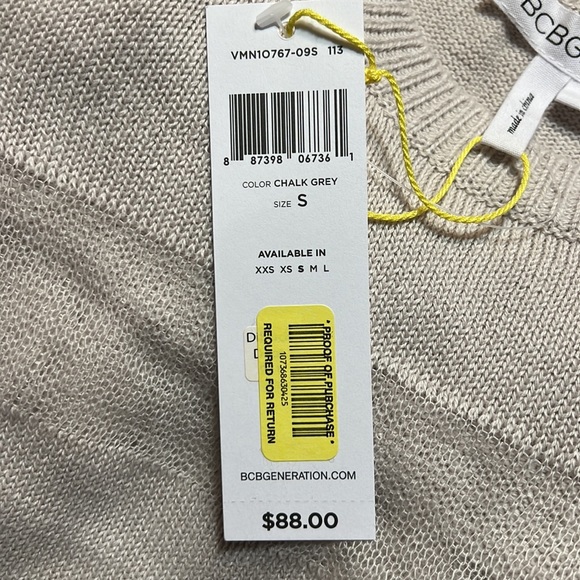 VMN10767-09S 113
8 87398 06736 1
COLOR CHALK GREY
SIZE S
AVAILABLE IN
XXS XS S M L
D
D
* PROOF OF PURCHASE *
107368630425
REQUIRED FOR RETURN
BCBGENERATION.COM
$88.00
BCBG
made in china